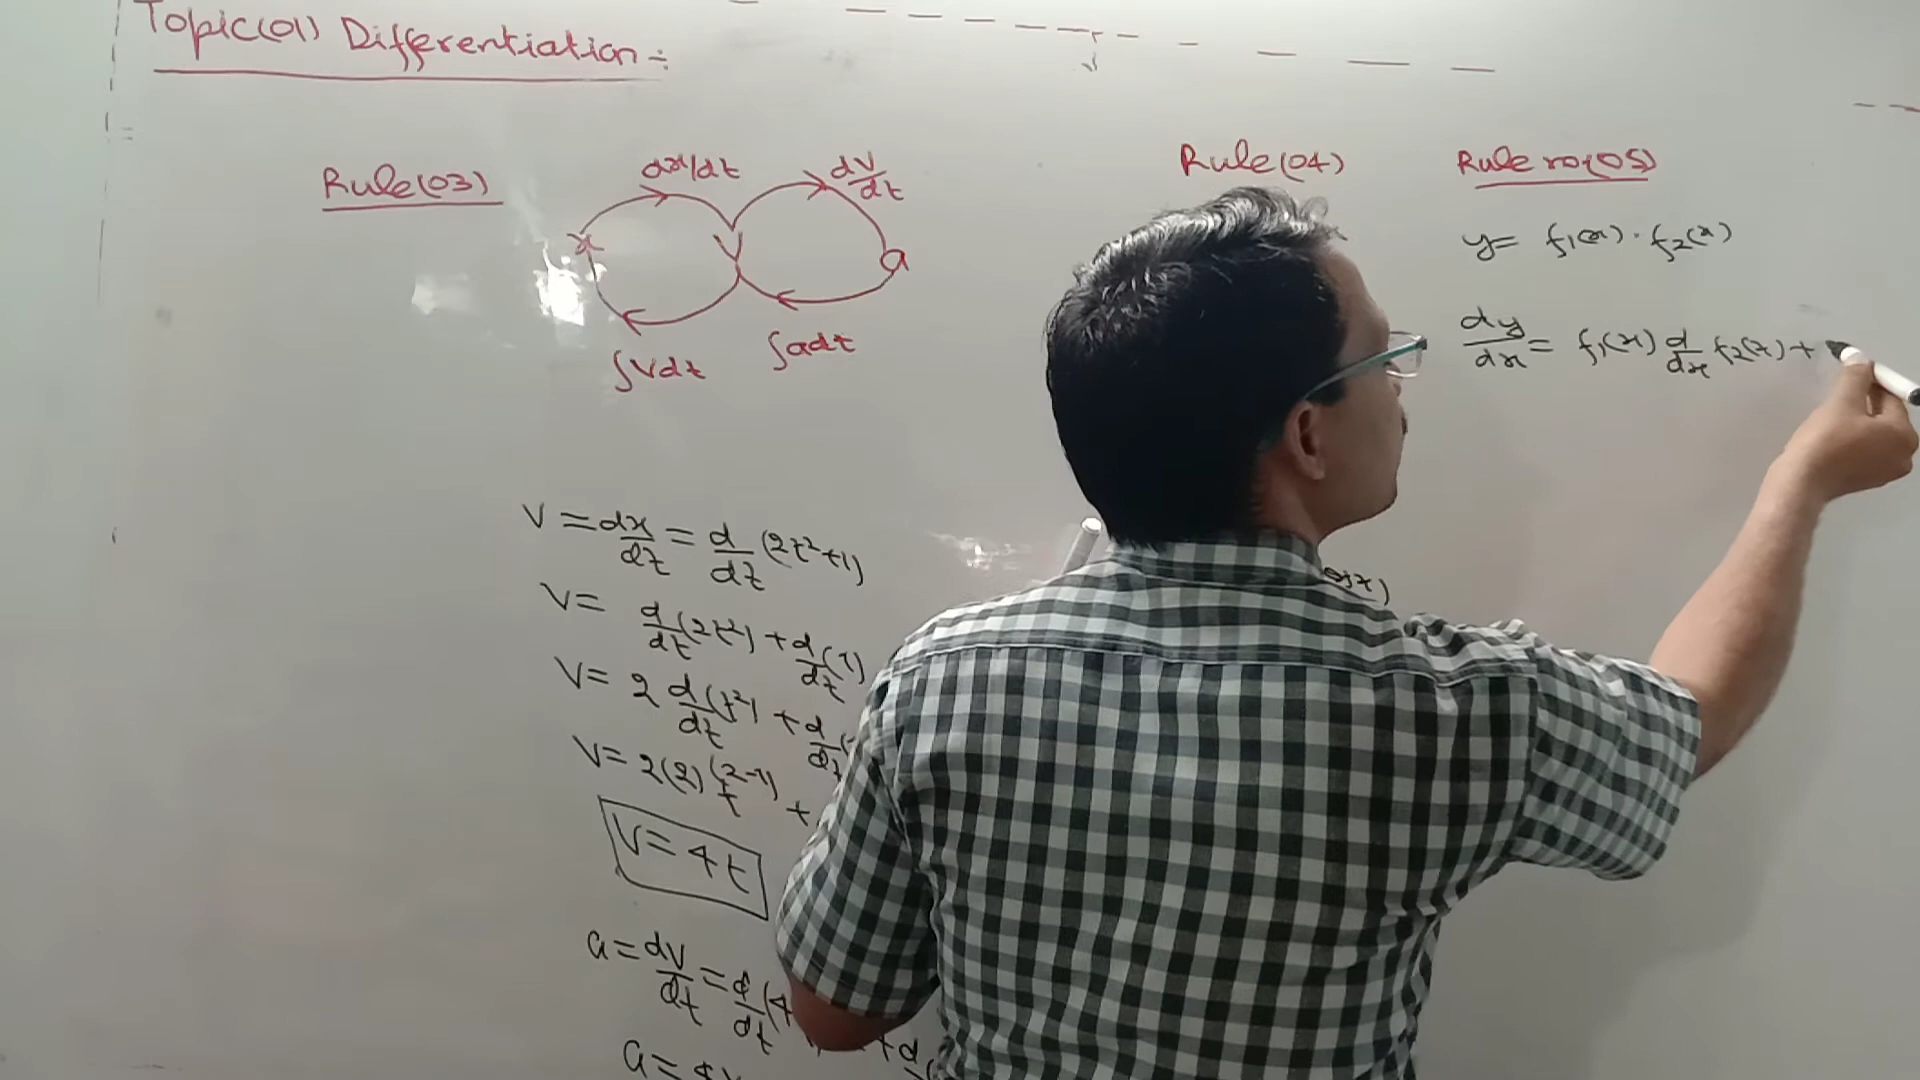 Topic(01) Differentiation :-
Rule(03)
dx/dt
dV/dt
x
V
a
∫Vdt
∫adt
V = dx/dt = d/dt (2t²+1)
V = d/dt (2t²) + d/dt (1)
V = 2 d/dt (t²) + d/dt
V = 2(2) t^(2-1) +
V = 4t
a = dV/dt = d/dt (4
a = 4
Rule(04)
Rule no(05)
y = f₁(x) · f₂(x)
dy/dx = f₁(x) d/dx f₂(x) +